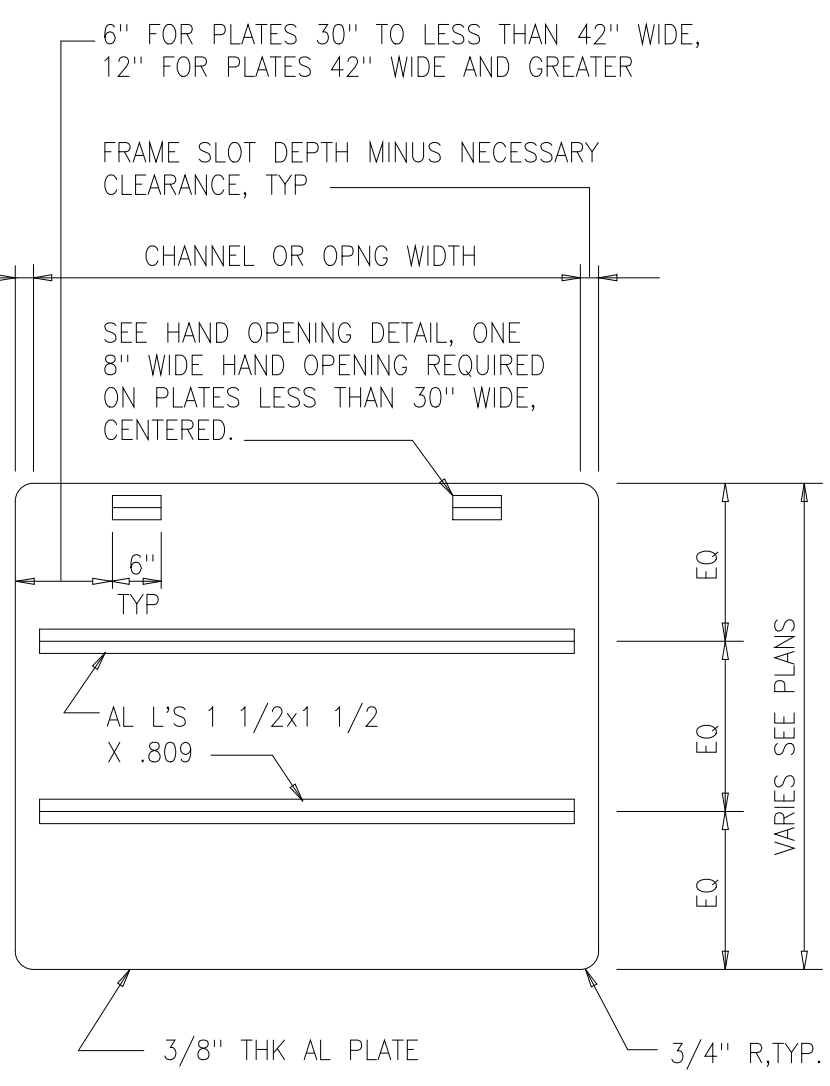 6" FOR PLATES 30" TO LESS THAN 42" WIDE,
12" FOR PLATES 42" WIDE AND GREATER
FRAME SLOT DEPTH MINUS NECESSARY
CLEARANCE, TYP
CHANNEL OR OPNG WIDTH
SEE HAND OPENING DETAIL, ONE
8" WIDE HAND OPENING REQUIRED
ON PLATES LESS THAN 30" WIDE,
CENTERED.
6"
TYP
EQ
AL L'S 1 1/2x1 1/2
X .809
EQ
VARIES SEE PLANS
EQ
3/8" THK AL PLATE
3/4" R,TYP.